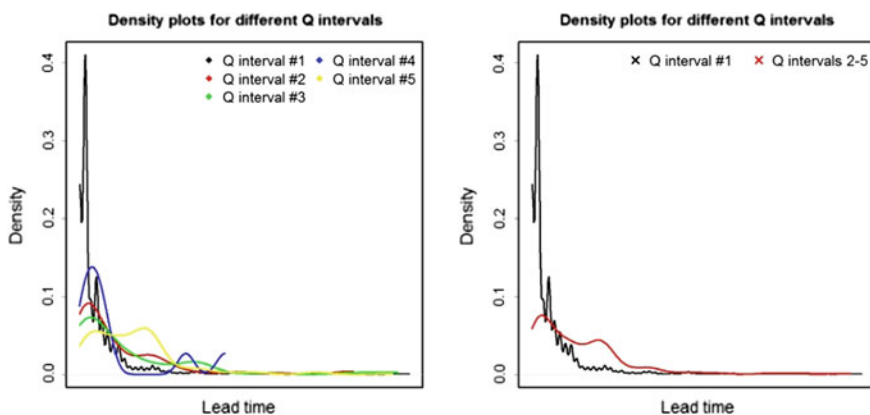 Density plots for different Q intervals
Q interval #1
Q interval #2
Q interval #3
Q interval #4
Q interval #5
0.4
0.3
0.2
0.1
0.0
Density
Lead time
Density plots for different Q intervals
Q interval #1
Q intervals 2-5
0.4
0.3
0.2
0.1
0.0
Density
Lead time